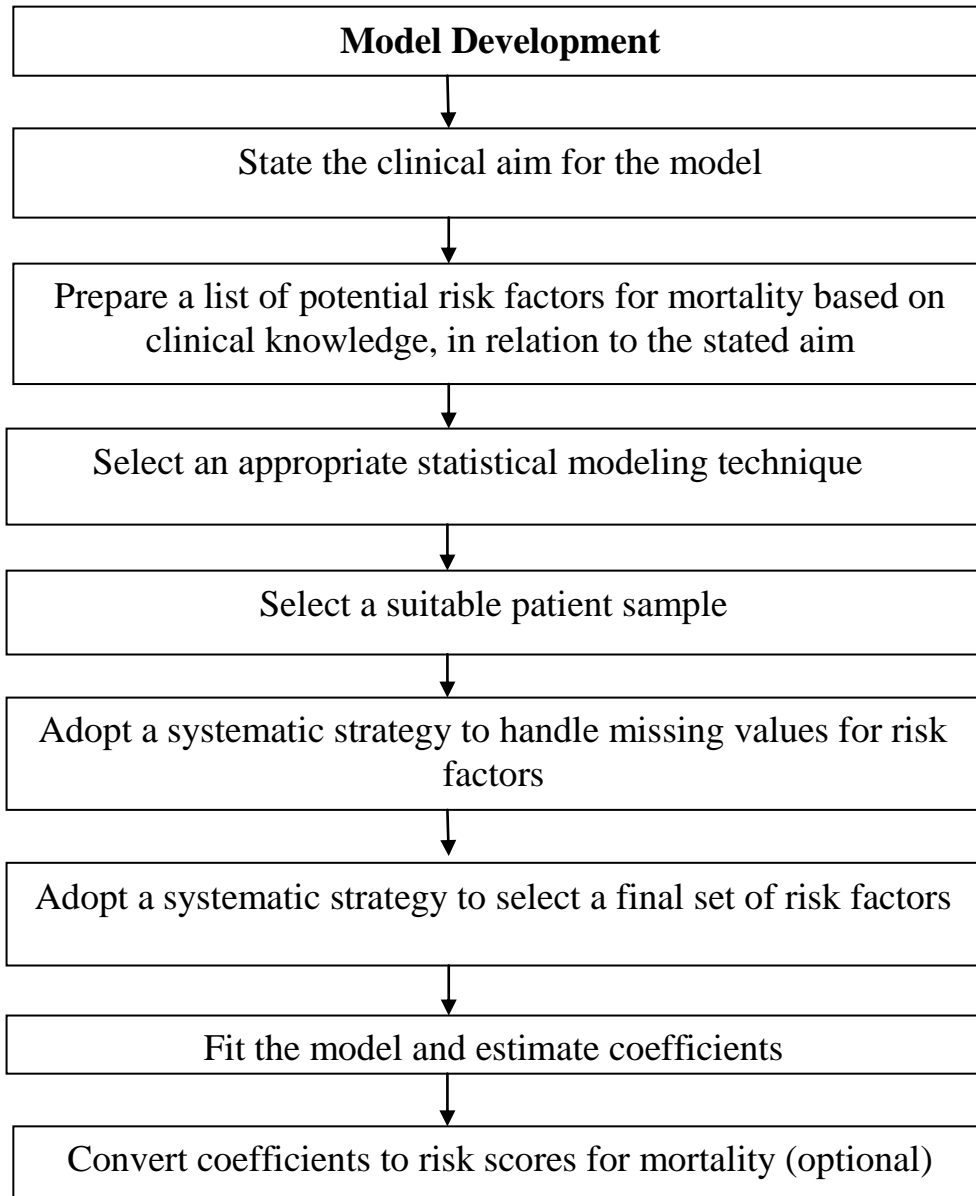 Model Development
State the clinical aim for the model
Prepare a list of potential risk factors for mortality based on
clinical knowledge, in relation to the stated aim
Select an appropriate statistical modeling technique
Select a suitable patient sample
Adopt a systematic strategy to handle missing values for risk
factors
Adopt a systematic strategy to select a final set of risk factors
Fit the model and estimate coefficients
Convert coefficients to risk scores for mortality (optional)